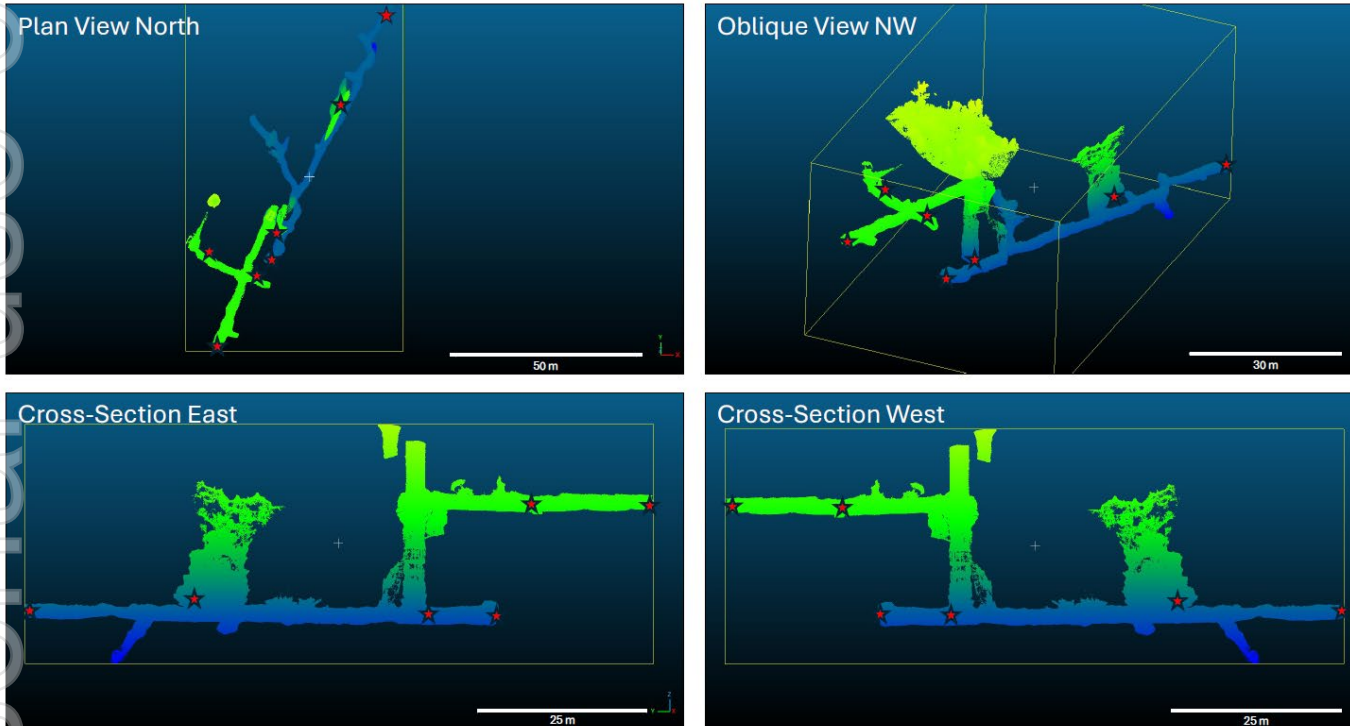 Plan View North
50 m
Oblique View NW
30 m
Cross-Section East
25 m
Cross-Section West
25 m